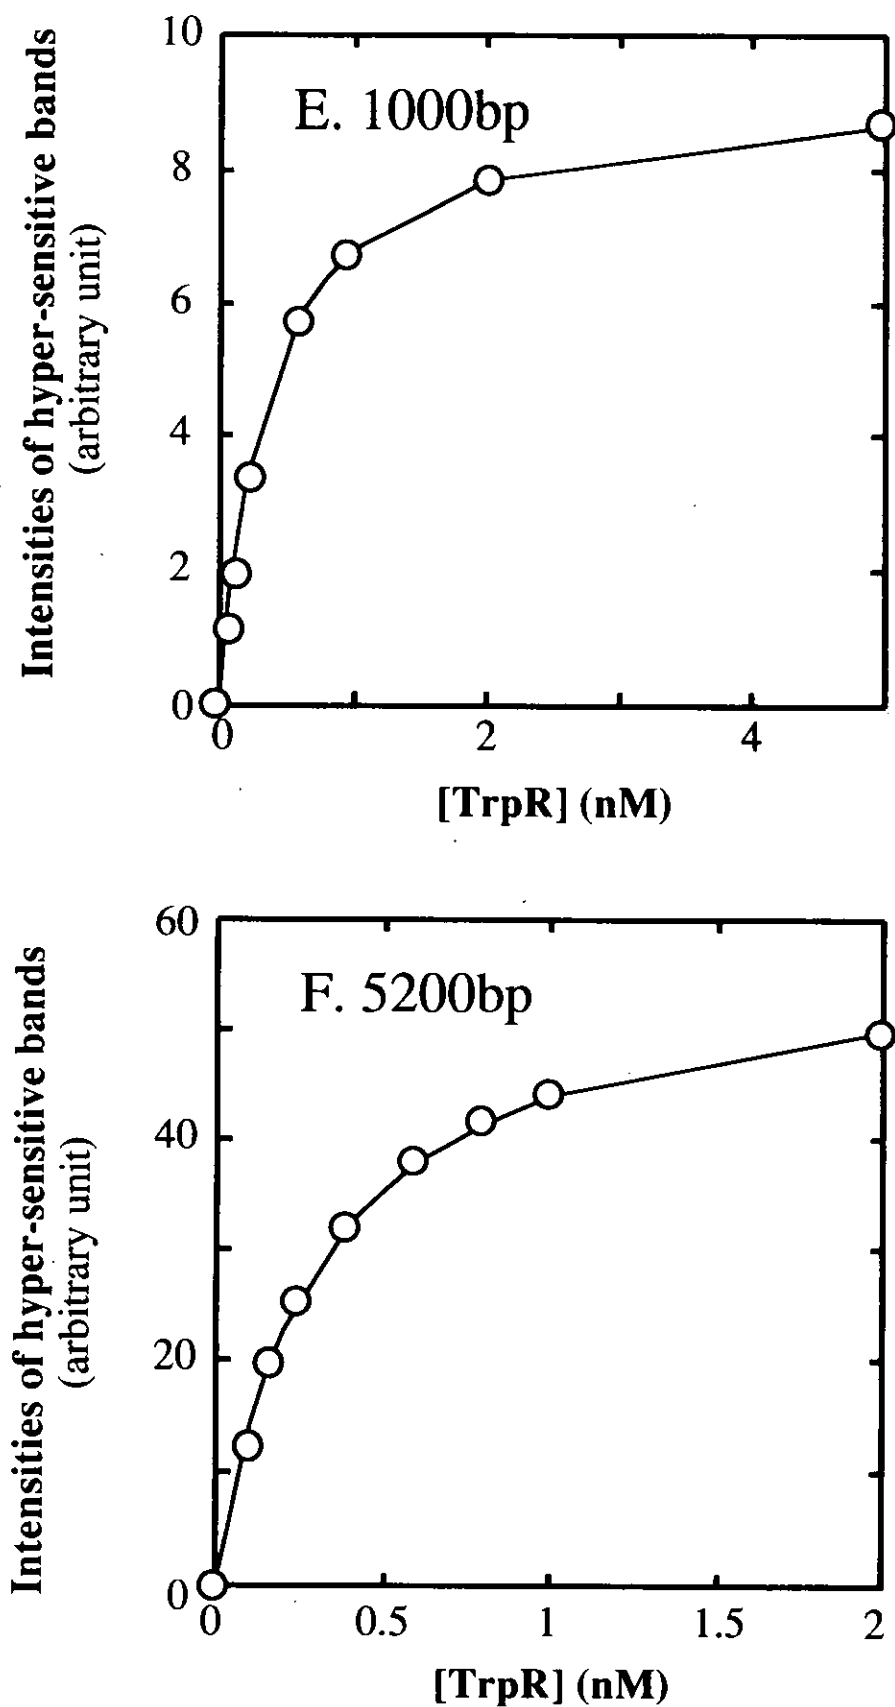 10
E. 1000bp
8
6
4
2
0
0
2
4
Intensities of hyper-sensitive bands
(arbitrary unit)
[TrpR] (nM)
60
F. 5200bp
40
20
0
0
0.5
1
1.5
2
Intensities of hyper-sensitive bands
(arbitrary unit)
[TrpR] (nM)